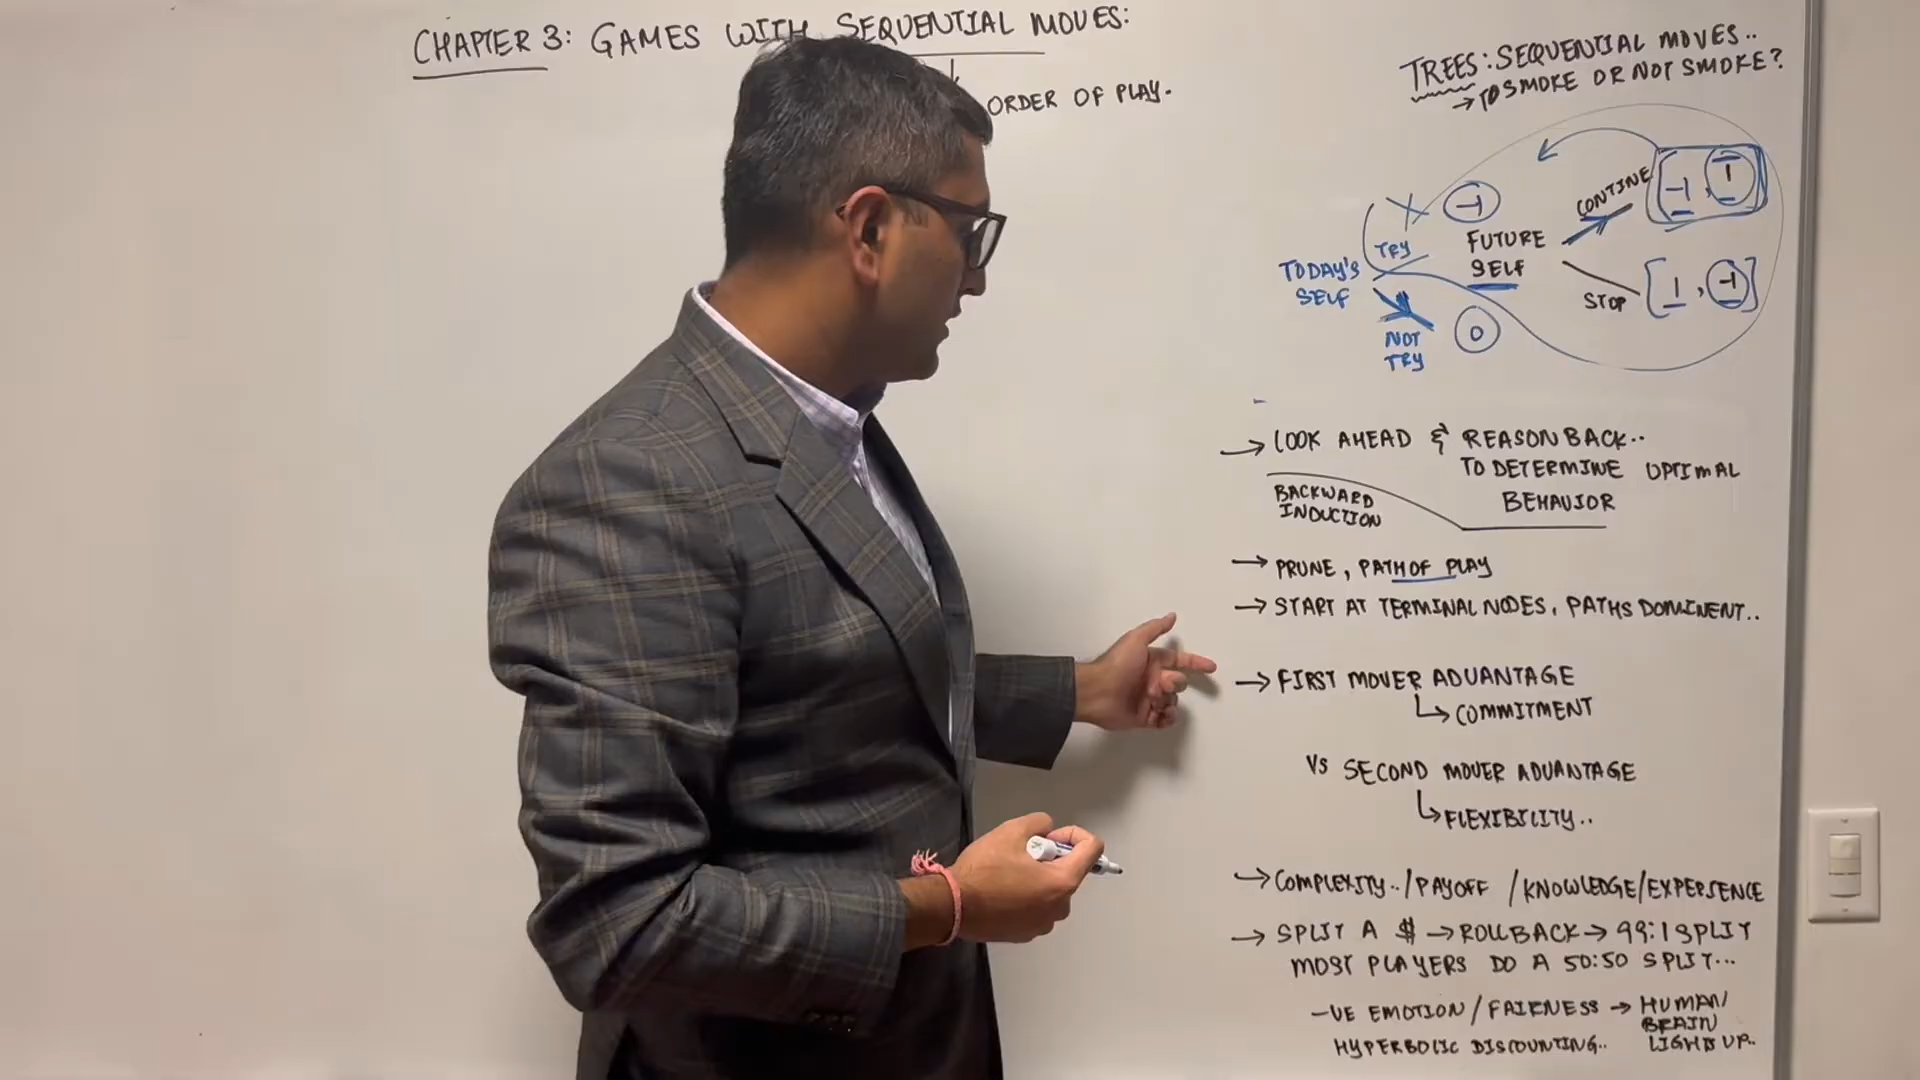 CHAPTER 3: GAMES WITH SEQUENTIAL MOVES:
ORDER OF PLAY.
TREES: SEQUENTIAL MOVES..
→ TO SMOKE OR NOT SMOKE?
TODAY'S
SELF
TRY
-1
NOT
TRY
0
FUTURE
SELF
CONTINE
[-1, 1]
STOP
[1, -1]
→ LOOK AHEAD & REASON BACK..
TO DETERMINE OPTIMAL
BEHAVIOR
BACKWARD
INDUCTION
→ PRUNE, PATH OF PLAY
→ START AT TERMINAL NODES, PATHS DOMINENT..
→ FIRST MOVER ADVANTAGE
↳ COMMITMENT
VS SECOND MOVER ADVANTAGE
↳ FLEXIBILITY..
→ COMPLEXITY../PAYOFF /KNOWLEDGE/EXPERIENCE
→ SPLIT A $ → ROLLBACK → 99:1 SPLIT
MOST PLAYERS DO A 50:50 SPLIT...
-VE EMOTION/FAIRNESS → HUMAN
BRAIN
LIGHTS UP..
HYPERBOLIC DISCOUNTING..